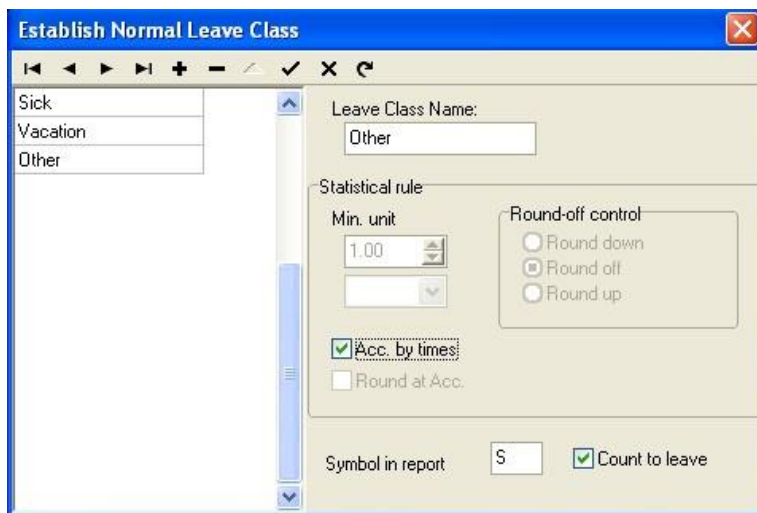 Establish Normal Leave Class
Sick
Vacation
Other
Leave Class Name:
Other
Statistical rule
Min. unit
1.00
Round-off control
Round down
Round off
Round up
Acc. by times
Round at Acc.
Symbol in report
S
Count to leave